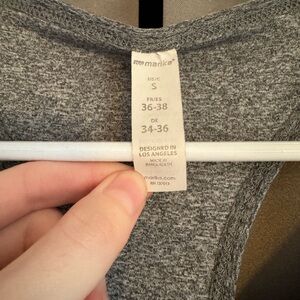 marika
US/C
S
FR/ES
36-38
DE
34-36
DESIGNED IN
LOS ANGELES
MADE IN
BANGLADESH
marika.com